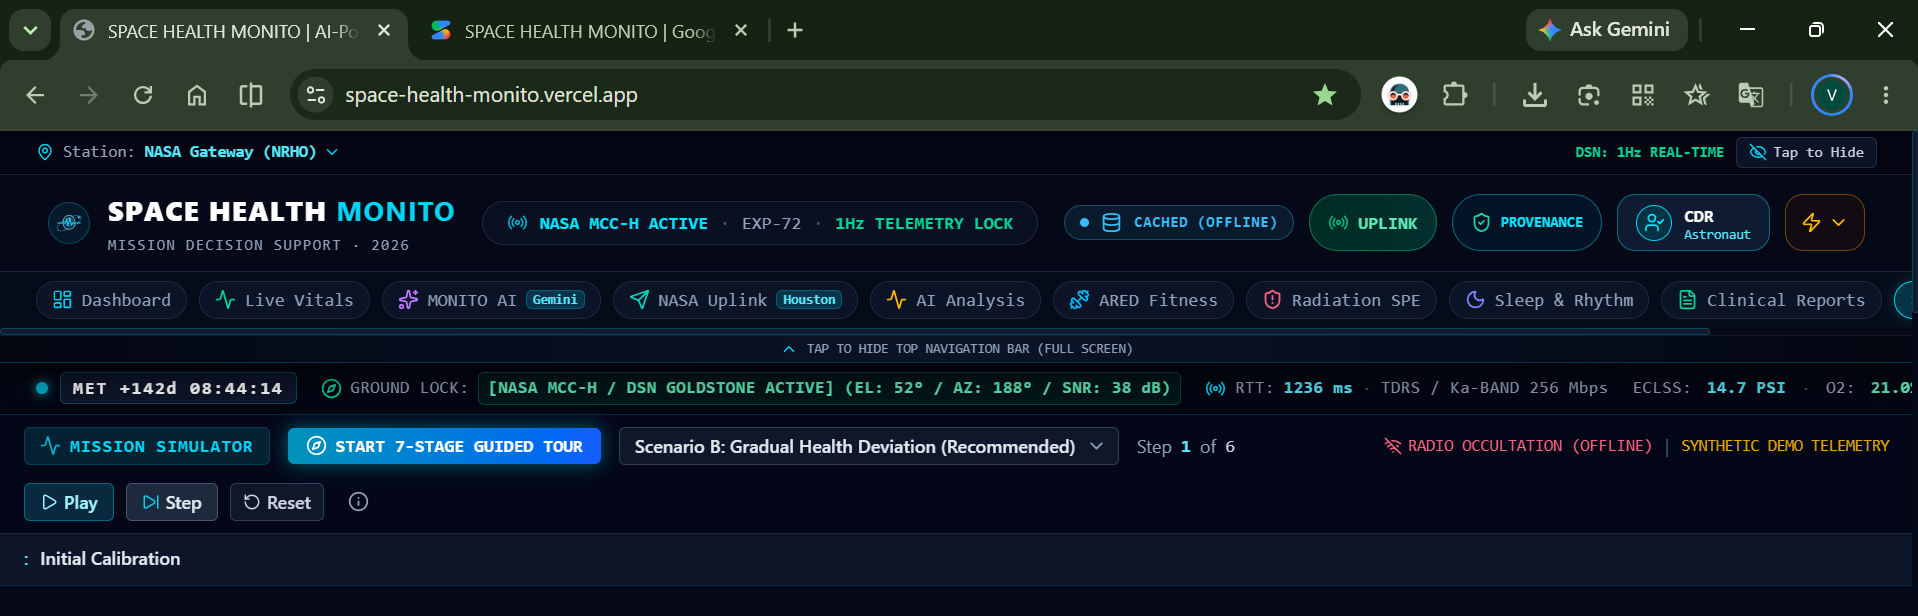 SPACE HEALTH MONITO | AI-Po
SPACE HEALTH MONITO | Goog
Ask Gemini
space-health-monito.vercel.app
V
Station: NASA Gateway (NRHO)
DSN: 1Hz REAL-TIME
Tap to Hide
SPACE HEALTH MONITO
MISSION DECISION SUPPORT · 2026
NASA MCC-H ACTIVE · EXP-72 · 1Hz TELEMETRY LOCK
CACHED (OFFLINE)
UPLINK
PROVENANCE
CDR
Astronaut
Dashboard
Live Vitals
MONITO AI Gemini
NASA Uplink Houston
AI Analysis
ARED Fitness
Radiation SPE
Sleep & Rhythm
Clinical Reports
TAP TO HIDE TOP NAVIGATION BAR (FULL SCREEN)
MET +142d 08:44:14
GROUND LOCK: [NASA MCC-H / DSN GOLDSTONE ACTIVE] (EL: 52° / AZ: 188° / SNR: 38 dB)
RTT: 1236 ms · TDRS / Ka-BAND 256 Mbps
ECLSS: 14.7 PSI · O2: 21.0%
MISSION SIMULATOR
START 7-STAGE GUIDED TOUR
Scenario B: Gradual Health Deviation (Recommended)
Step 1 of 6
RADIO OCCULTATION (OFFLINE) | SYNTHETIC DEMO TELEMETRY
Play
Step
Reset
: Initial Calibration